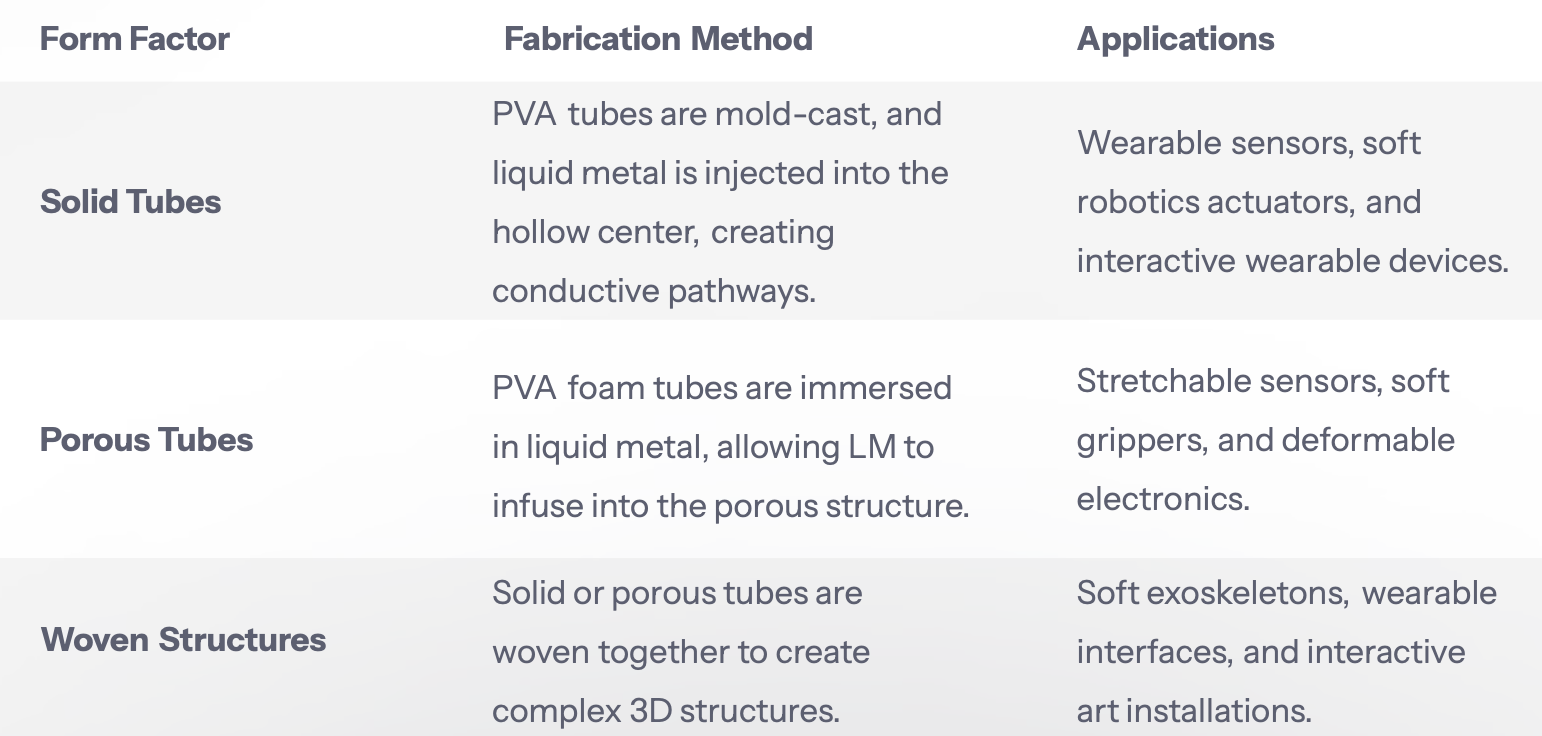 Form Factor
Fabrication Method
Applications
Solid Tubes
PVA tubes are mold-cast, and
liquid metal is injected into the
hollow center, creating
conductive pathways.
Wearable sensors, soft
robotics actuators, and
interactive wearable devices.
Porous Tubes
PVA foam tubes are immersed
in liquid metal, allowing LM to
infuse into the porous structure.
Stretchable sensors, soft
grippers, and deformable
electronics.
Woven Structures
Solid or porous tubes are
woven together to create
complex 3D structures.
Soft exoskeletons, wearable
interfaces, and interactive
art installations.